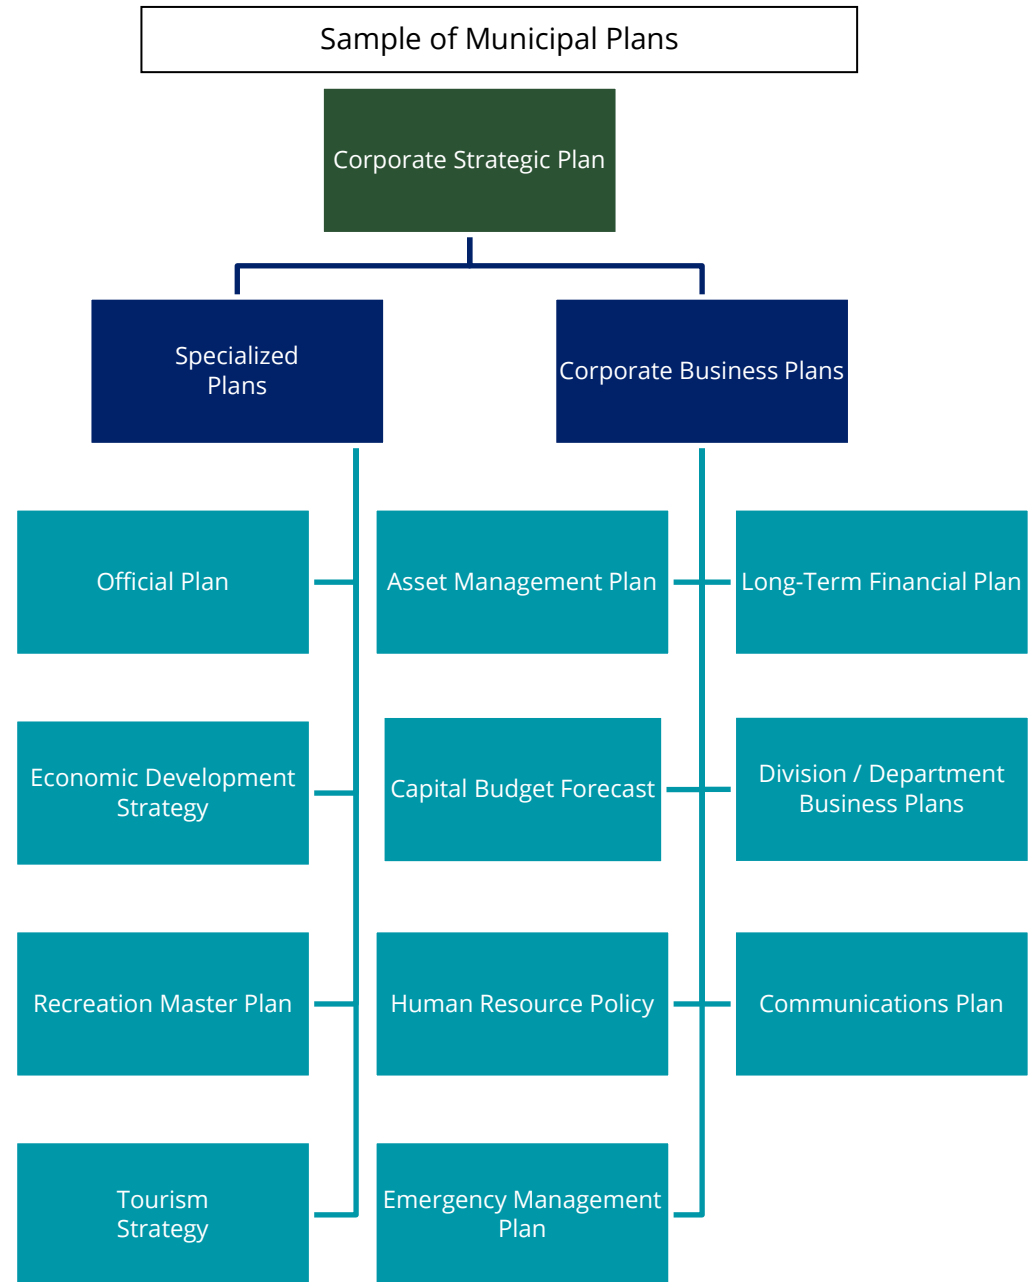 Sample of Municipal Plans
Corporate Strategic Plan
Specialized
Plans
Corporate Business Plans
Official Plan
Asset Management Plan
Long-Term Financial Plan
Economic Development
Strategy
Capital Budget Forecast
Division / Department
Business Plans
Recreation Master Plan
Human Resource Policy
Communications Plan
Tourism
Strategy
Emergency Management
Plan